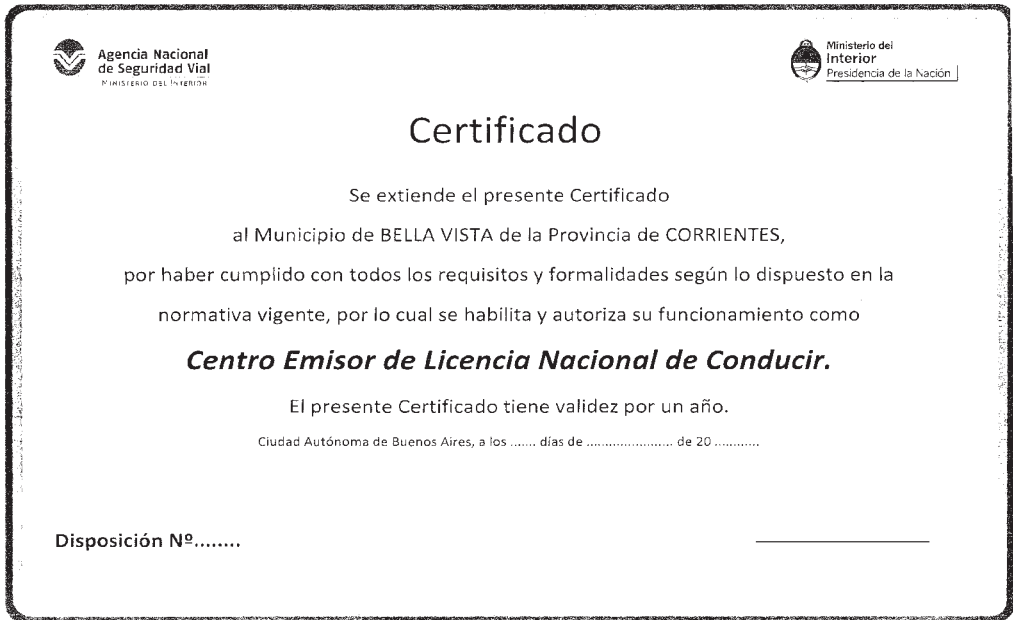 Agencia Nacional
de Seguridad Vial
MINISTERIO DEL INTERIOR
Ministerio del
Interior
Presidencia de la Nación
Certificado
Se extiende el presente Certificado
al Municipio de BELLA VISTA de la Provincia de CORRIENTES,
por haber cumplido con todos los requisitos y formalidades según lo dispuesto en la
normativa vigente, por lo cual se habilita y autoriza su funcionamiento como
Centro Emisor de Licencia Nacional de Conducir.
El presente Certificado tiene validez por un año.
Ciudad Autónoma de Buenos Aires, a los ....... días de ....................... de 20 ............
Disposición Nº........